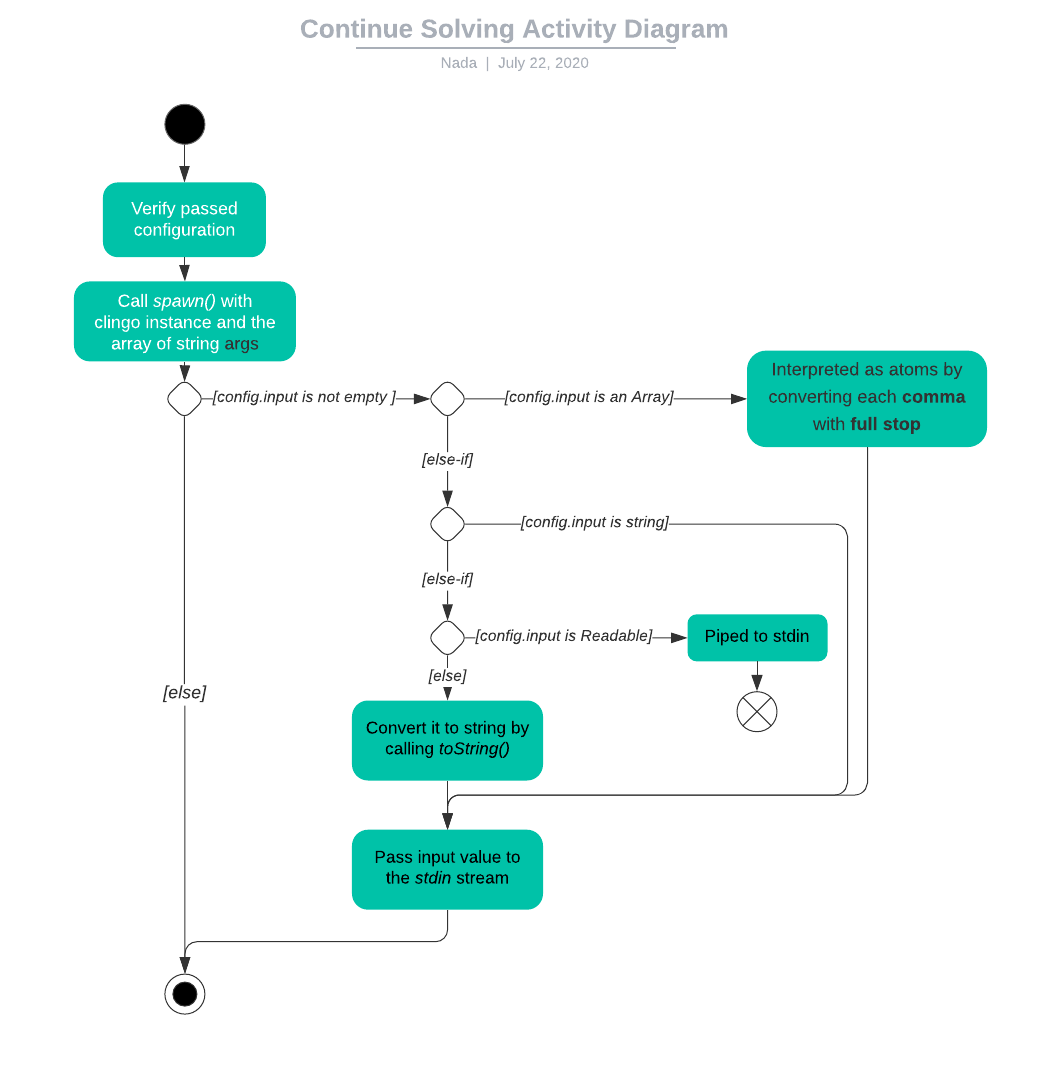 Continue Solving Activity Diagram
Nada | July 22, 2020
Verify passed
configuration
Call spawn() with
clingo instance and the
array of string args
[config.input is not empty ]
[config.input is an Array]
Interpreted as atoms by
converting each comma
with full stop
[else-if]
[config.input is string]
[else-if]
[config.input is Readable]
Piped to stdin
[else]
[else]
Convert it to string by
calling toString()
Pass input value to
the stdin stream